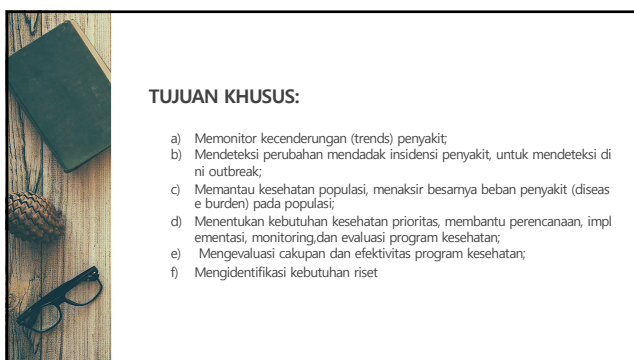 TUJUAN KHUSUS:
a) Memonitor kecenderungan (trends) penyakit;
b) Mendeteksi perubahan mendadak insidensi penyakit, untuk mendeteksi di
ni outbreak;
c) Memantau kesehatan populasi, menaksir besarnya beban penyakit (diseas
e burden) pada populasi;
d) Menentukan kebutuhan kesehatan prioritas, membantu perencanaan, impl
ementasi, monitoring,dan evaluasi program kesehatan;
e) Mengevaluasi cakupan dan efektivitas program kesehatan;
f) Mengidentifikasi kebutuhan riset